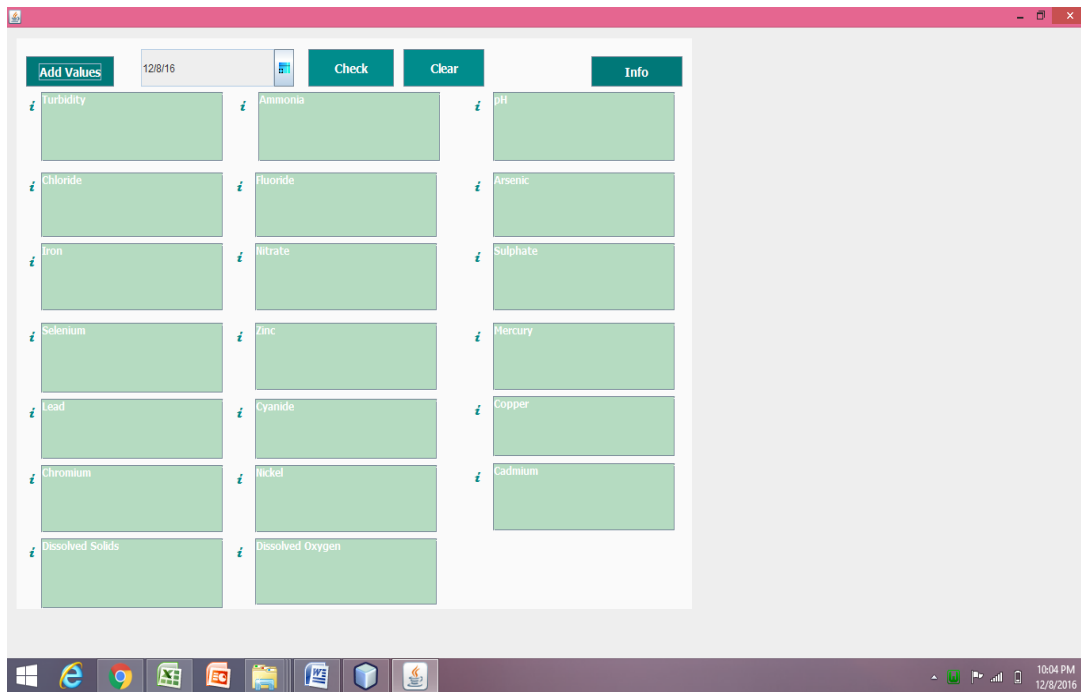 Add Values 12/8/16 Check Clear Info
i Turbidity i Ammonia i pH
i Chloride i Fluoride i Arsenic
i Iron i Nitrate i Sulphate
i Selenium i Zinc i Mercury
i Lead i Cyanide i Copper
i Chromium i Nickel i Cadmium
i Dissolved Solids i Dissolved Oxygen
10:04 PM
12/8/2016